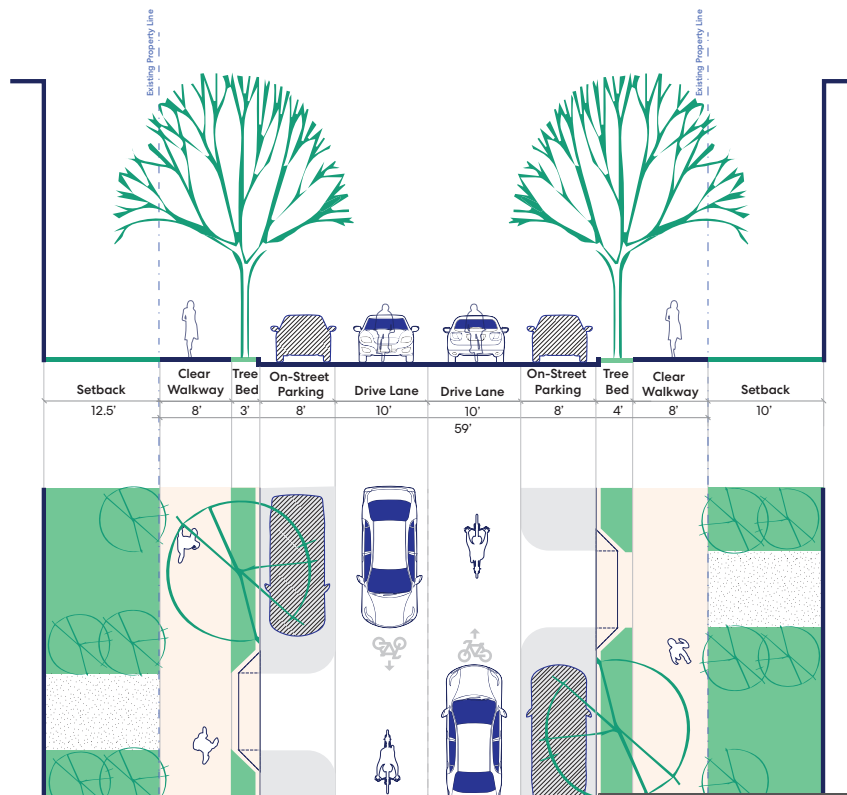 Existing Property Line
Existing Property Line
Setback
Clear
Walkway
Tree
Bed
On-Street
Parking
Drive Lane
Drive Lane
On-Street
Parking
Tree
Bed
Clear
Walkway
Setback
12.5’
8’
3’
8’
10’
10’
8’
4’
8’
10’
59’